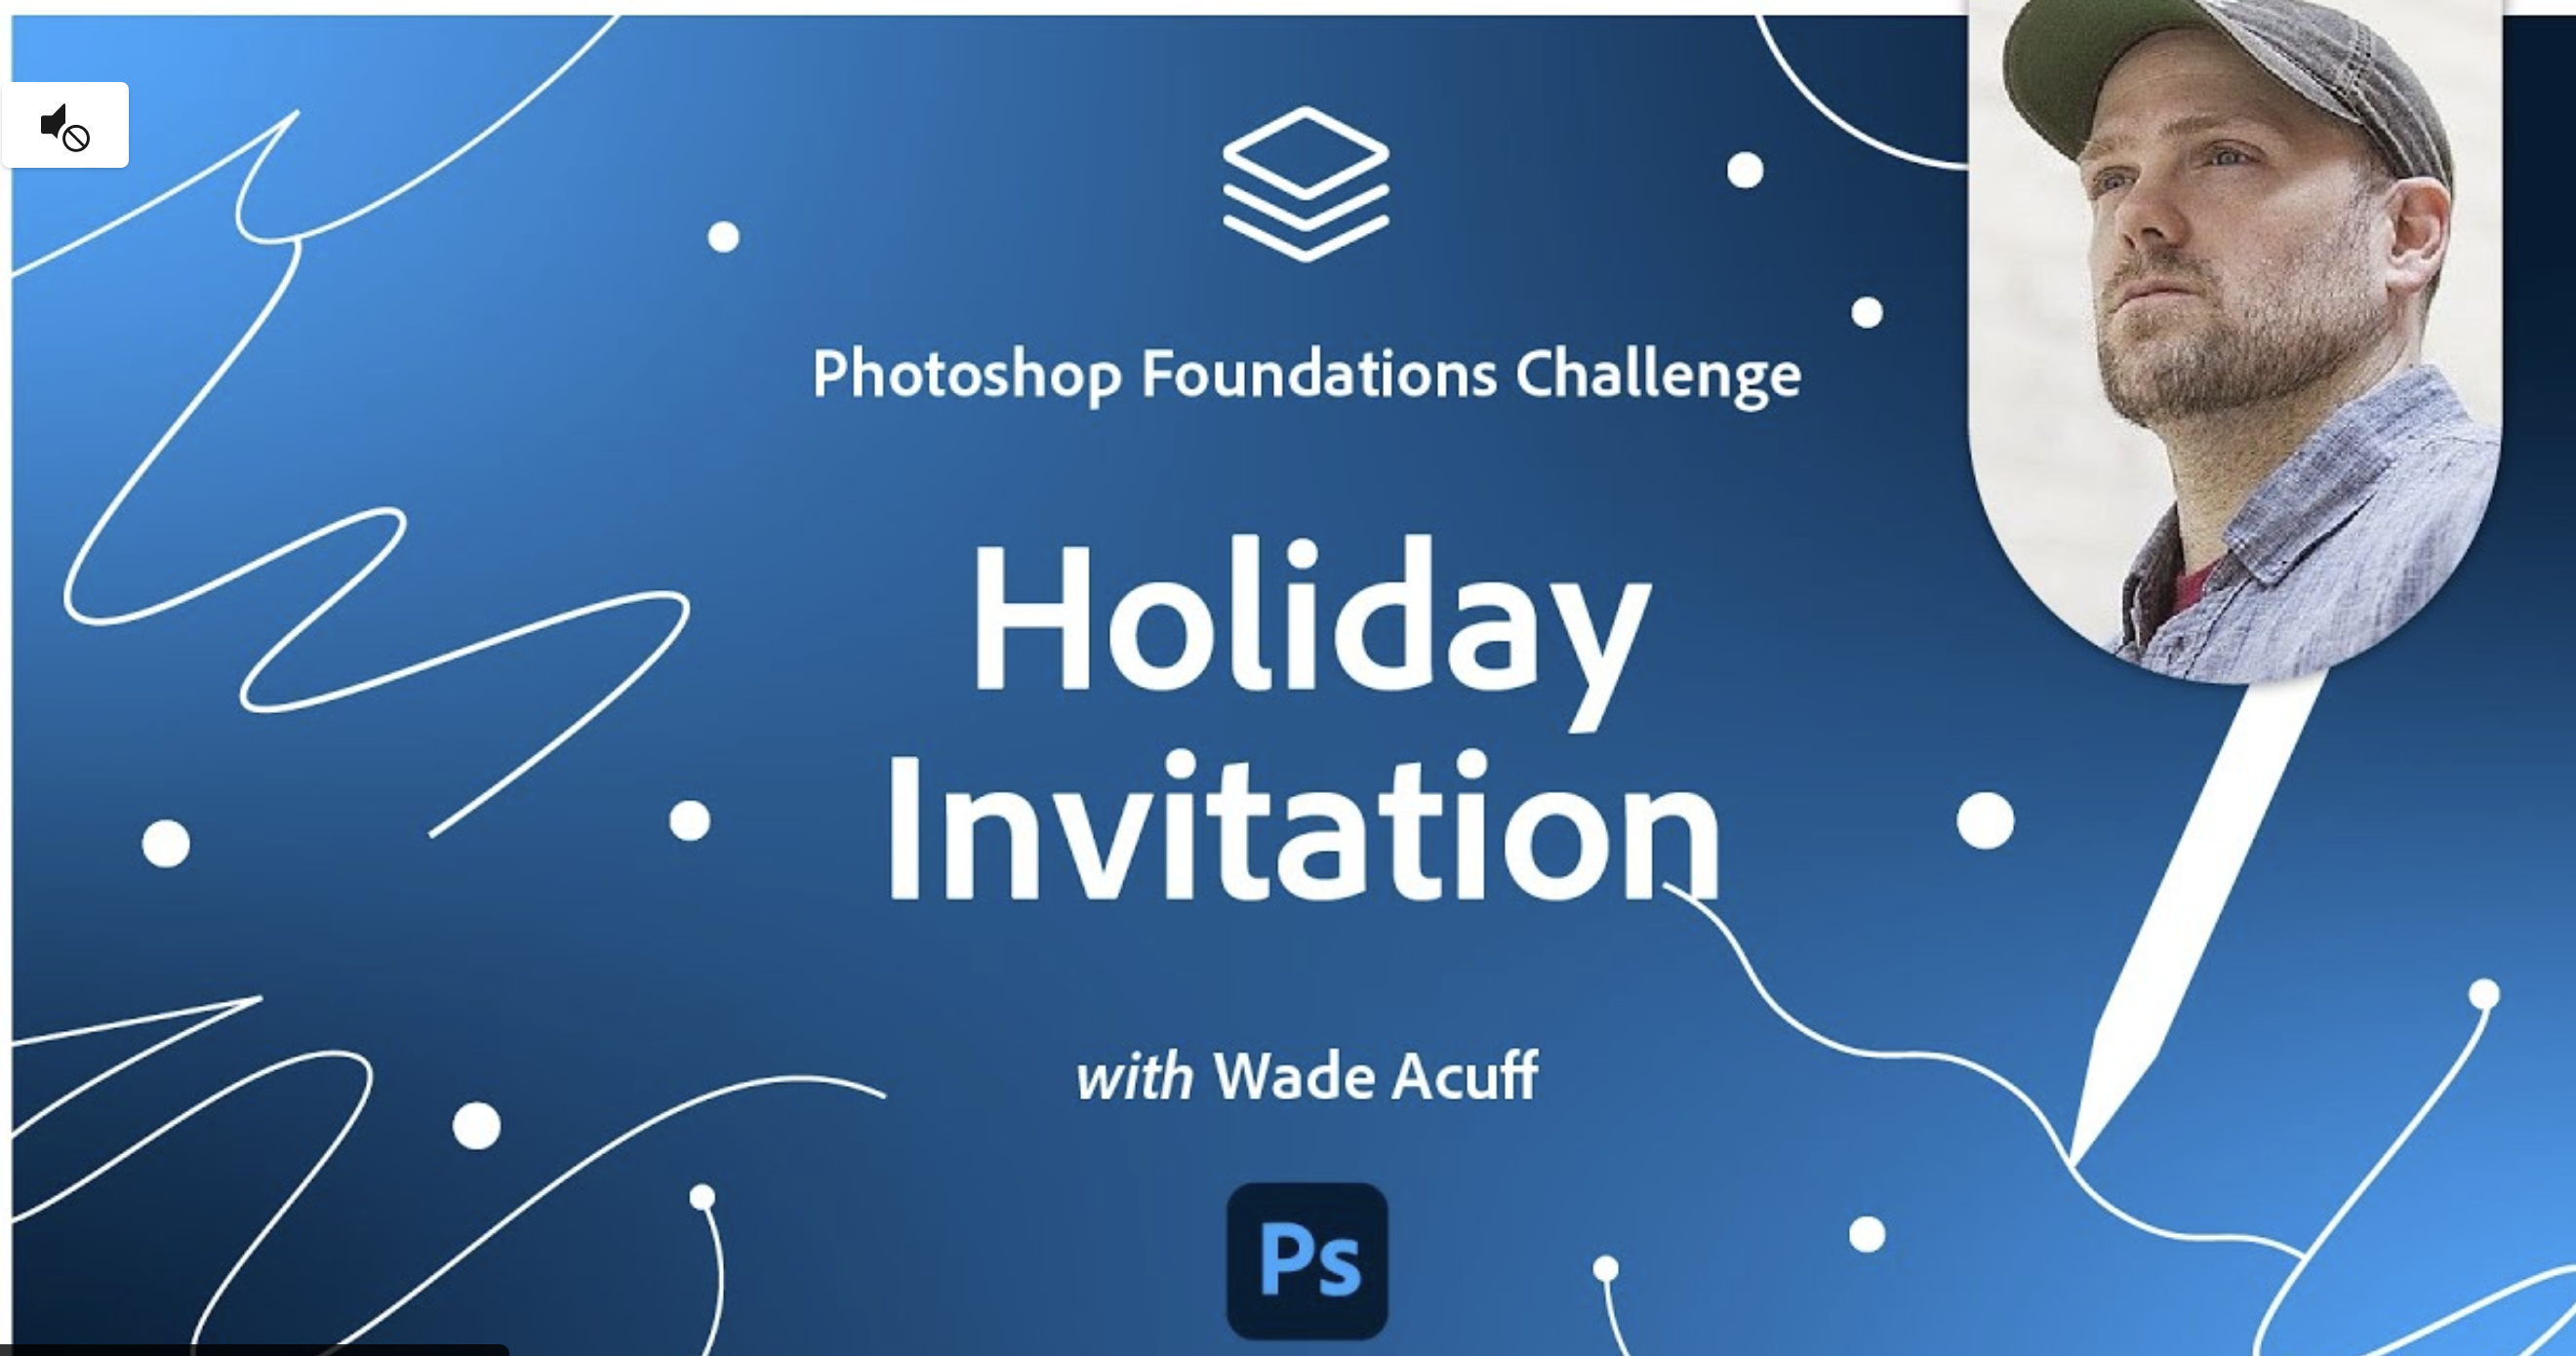 Photoshop Foundations Challenge
Holiday
Invitation
with Wade Acuff
Ps